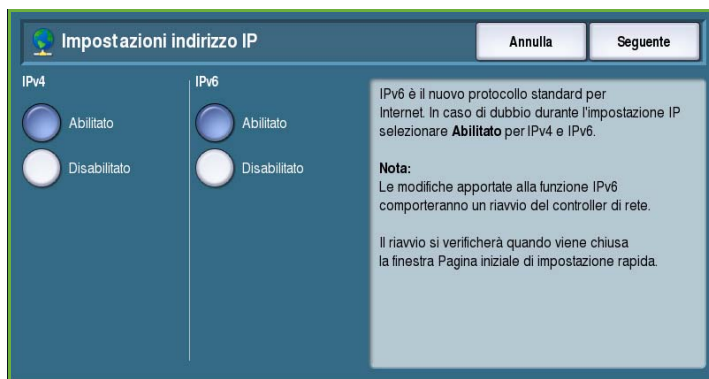 Impostazioni indirizzo IP
Annulla
Seguente
IPv4
Abilitato
Disabilitato
IPv6
Abilitato
Disabilitato
IPv6 è il nuovo protocollo standard per
Internet. In caso di dubbio durante l'impostazione IP
selezionare Abilitato per IPv4 e IPv6.
Nota:
Le modifiche apportate alla funzione IPv6
comporteranno un riavvio del controller di rete.
Il riavvio si verificherà quando viene chiusa
la finestra Pagina iniziale di impostazione rapida.